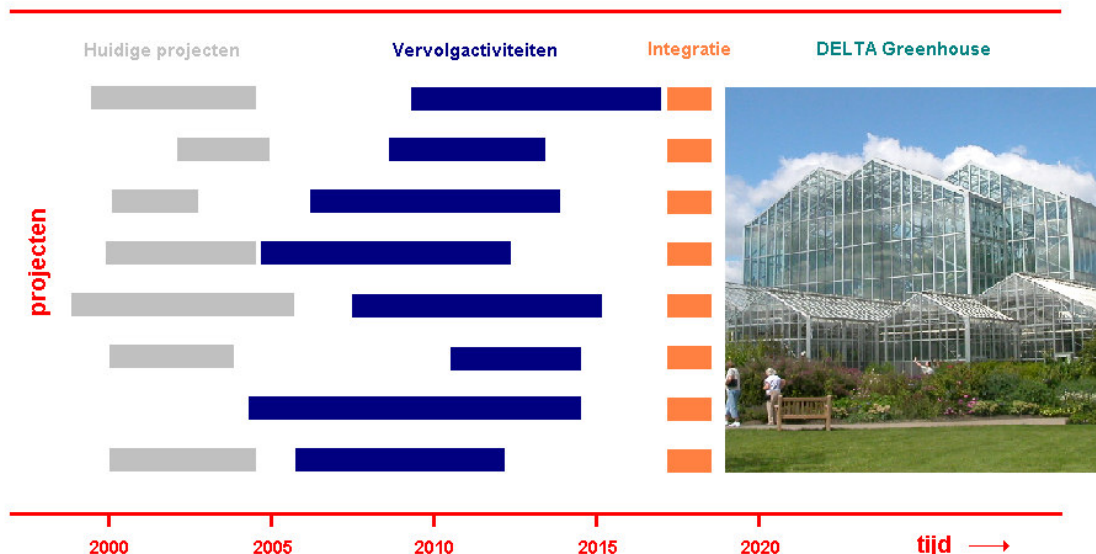 Huidige projecten Vervolgactiviteiten Integratie DELTA Greenhouse
projecten
2000 2005 2010 2015 2020 tijd